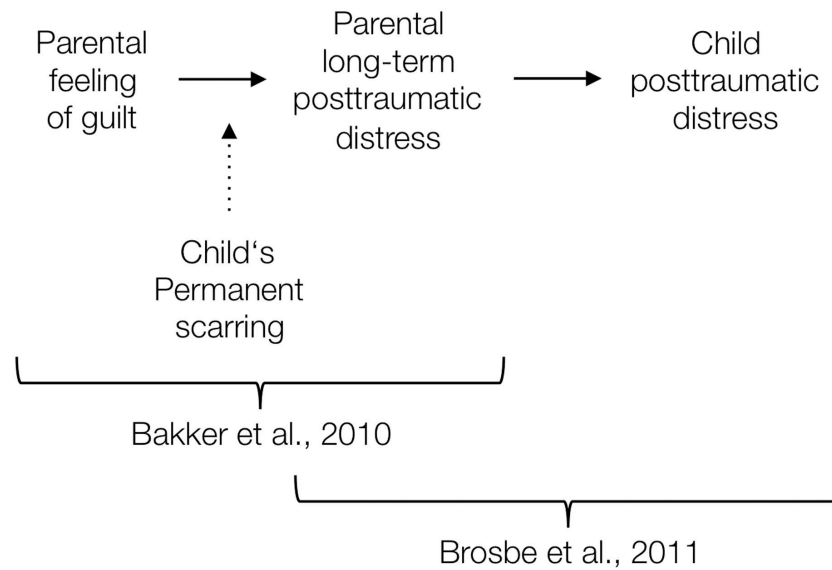 Parental
feeling
of guilt
Parental
long-term
posttraumatic
distress
Child
posttraumatic
distress
Child‘s
Permanent
scarring
Bakker et al., 2010
Brosbe et al., 2011